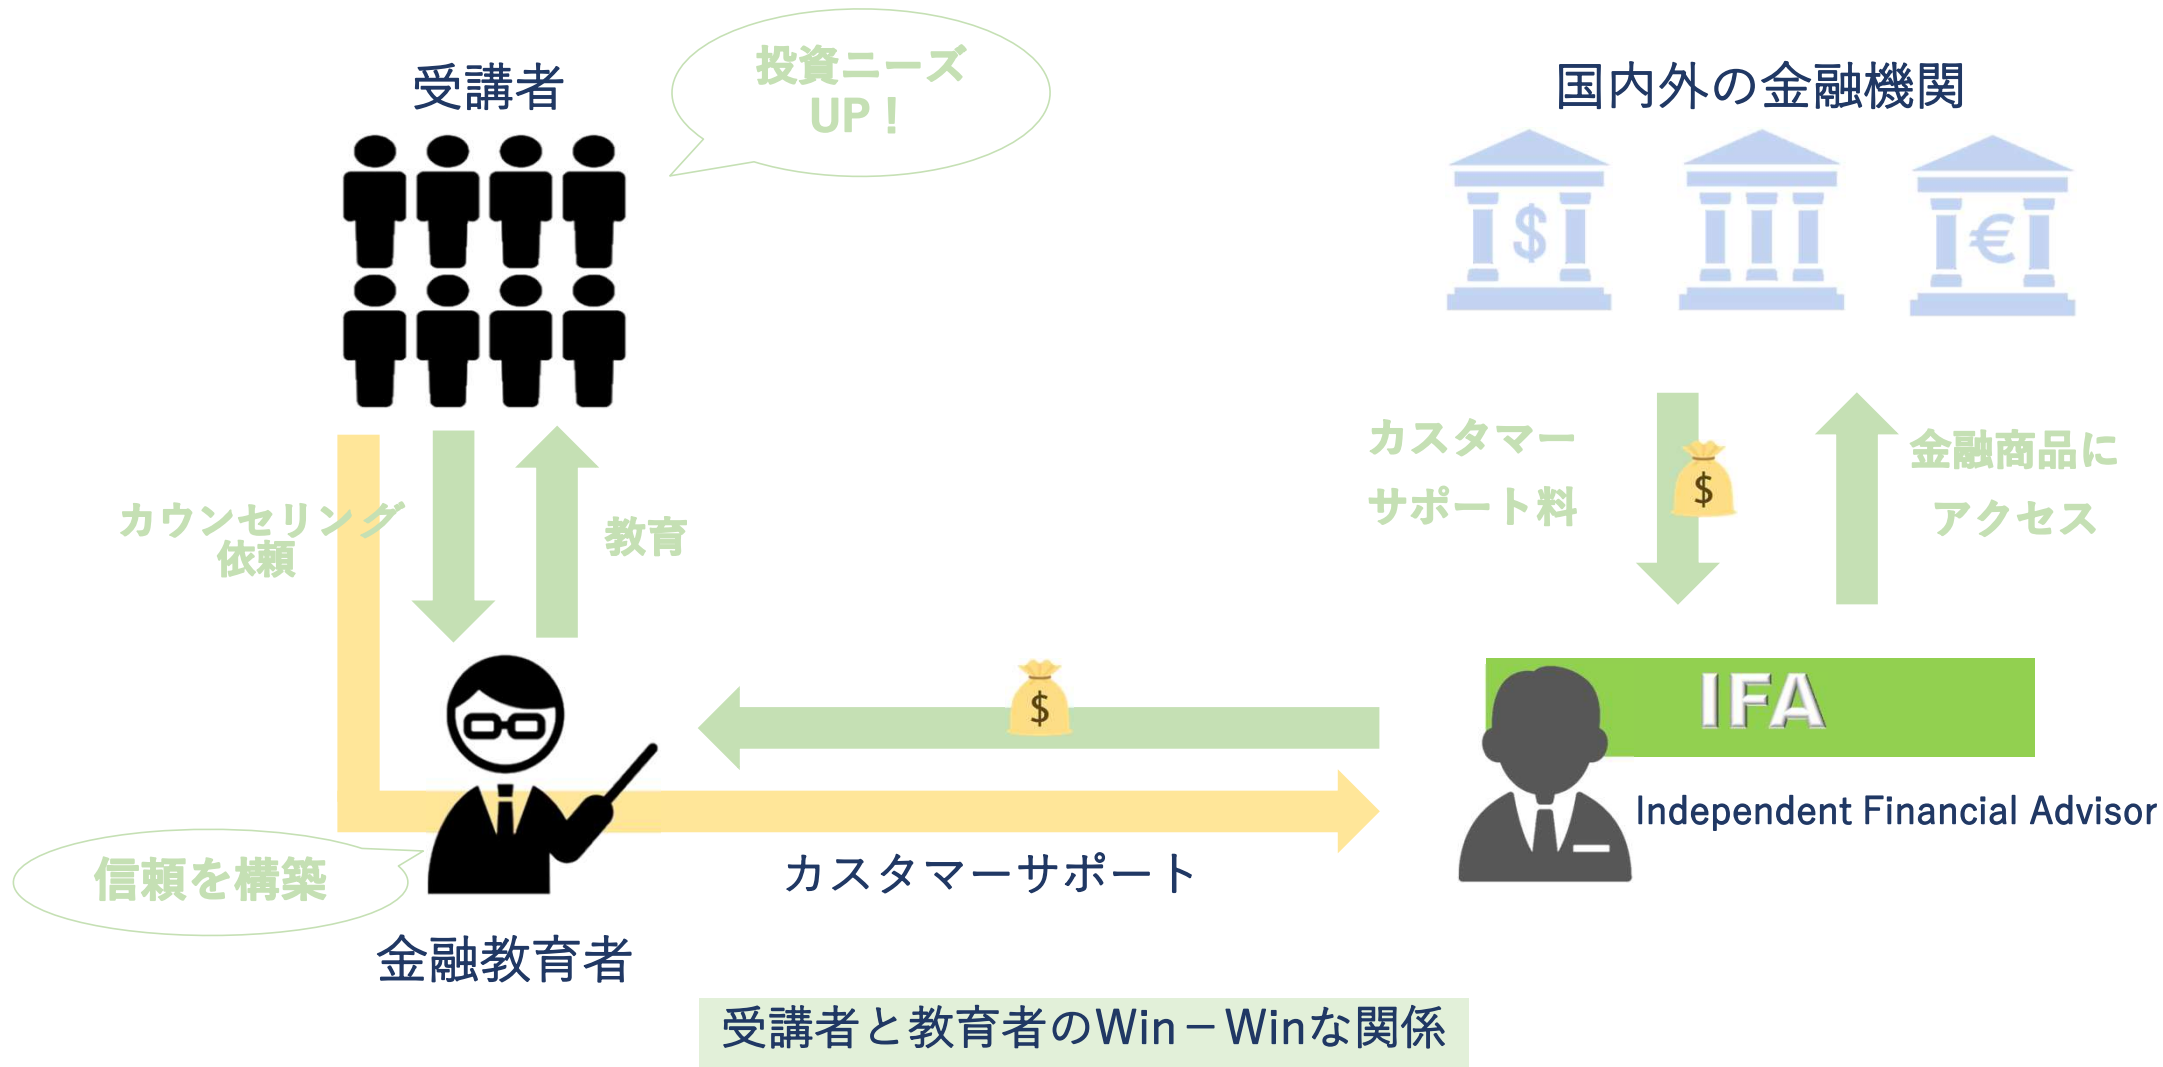 投資ニーズ
UP！
受講者
国内外の金融機関
$
€
カスタマー
サポート料
$
金融商品に
アクセス
カウンセリング
依頼
教育
$
IFA
Independent Financial Advisor
カスタマーサポート
信頼を構築
金融教育者
受講者と教育者のWin－Winな関係